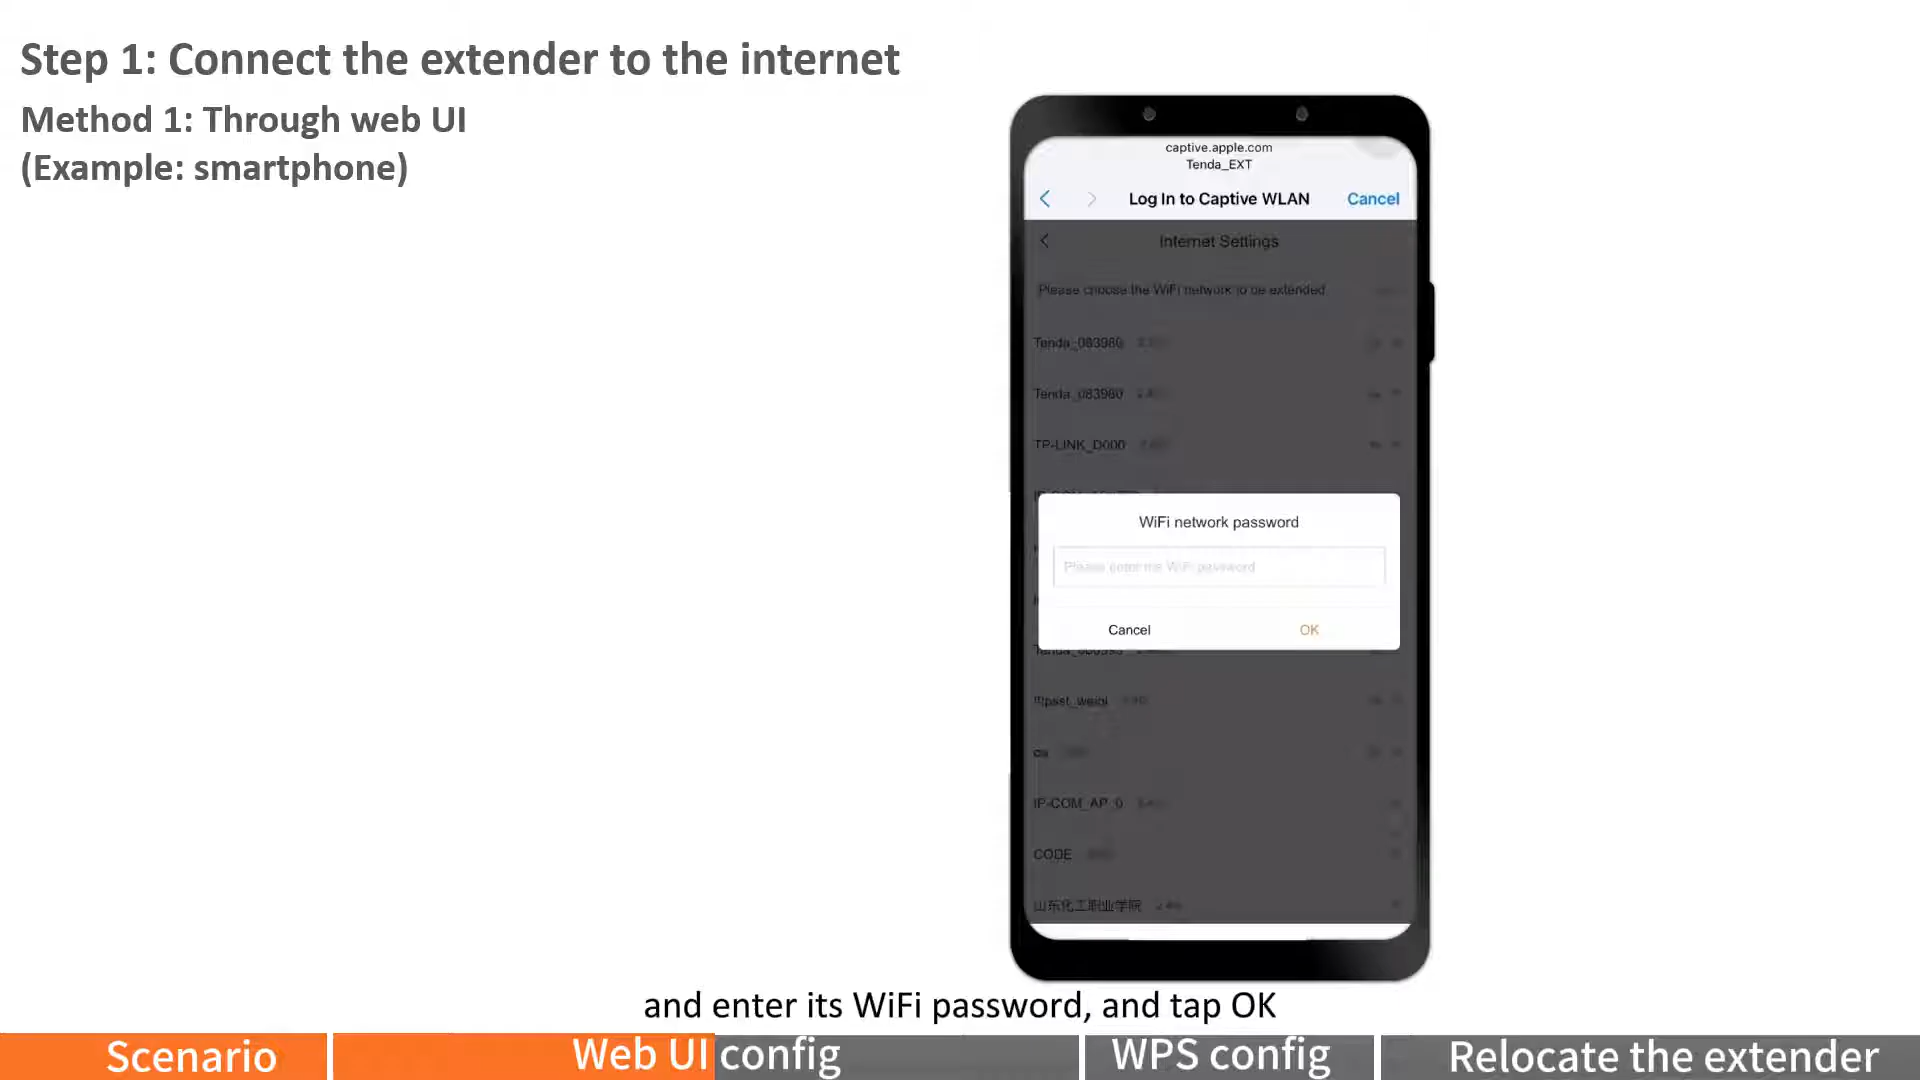 Step 1: Connect the extender to the internet
Method 1: Through web UI
(Example: smartphone)
captive.apple.com
Tenda_EXT
Log In to Captive WLAN
Cancel
Internet Settings
Please choose the WiFi network to be extended
Tenda_083980
Tenda_083980
TP-LINK_D000
WiFi network password
Please enter the WiFi password
Cancel
OK
IP-COM_AP_0
CODE
山东化工职业学院
and enter its WiFi password, and tap OK
Scenario
Web UI config
WPS config
Relocate the extender